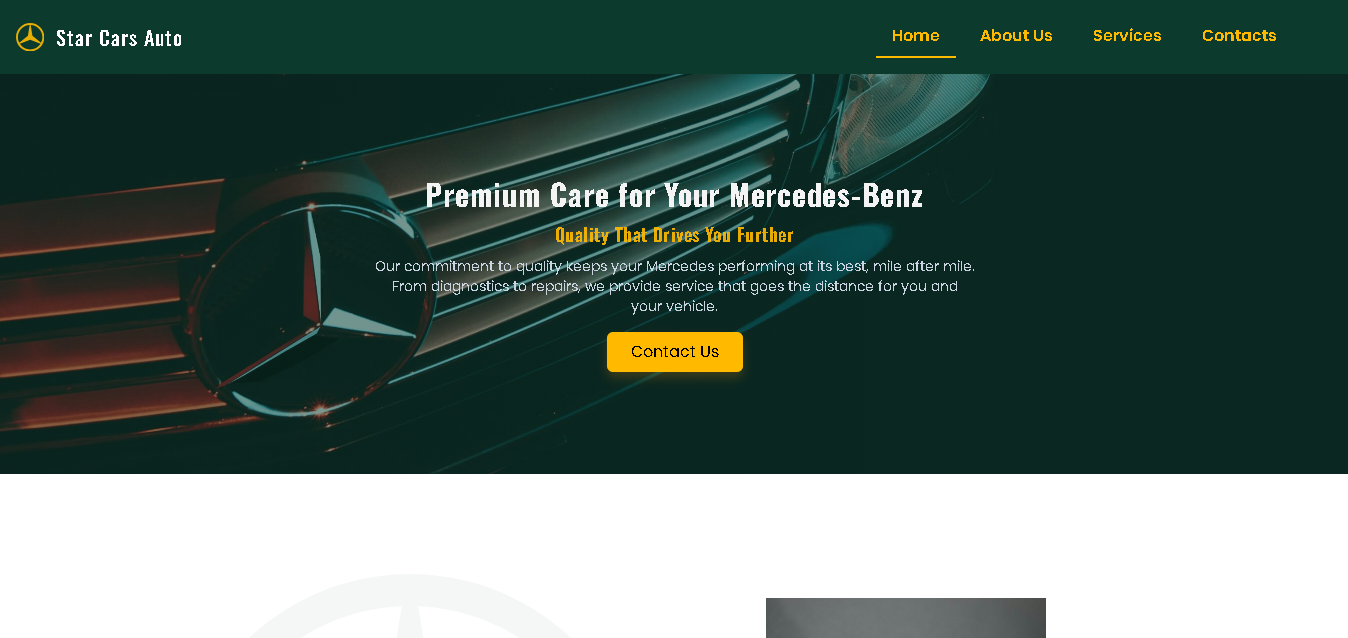 Star Cars Auto
Home
About Us
Services
Contacts
Premium Care for Your Mercedes-Benz
Quality That Drives You Further
Our commitment to quality keeps your Mercedes performing at its best, mile after mile.
From diagnostics to repairs, we provide service that goes the distance for you and
your vehicle.
Contact Us